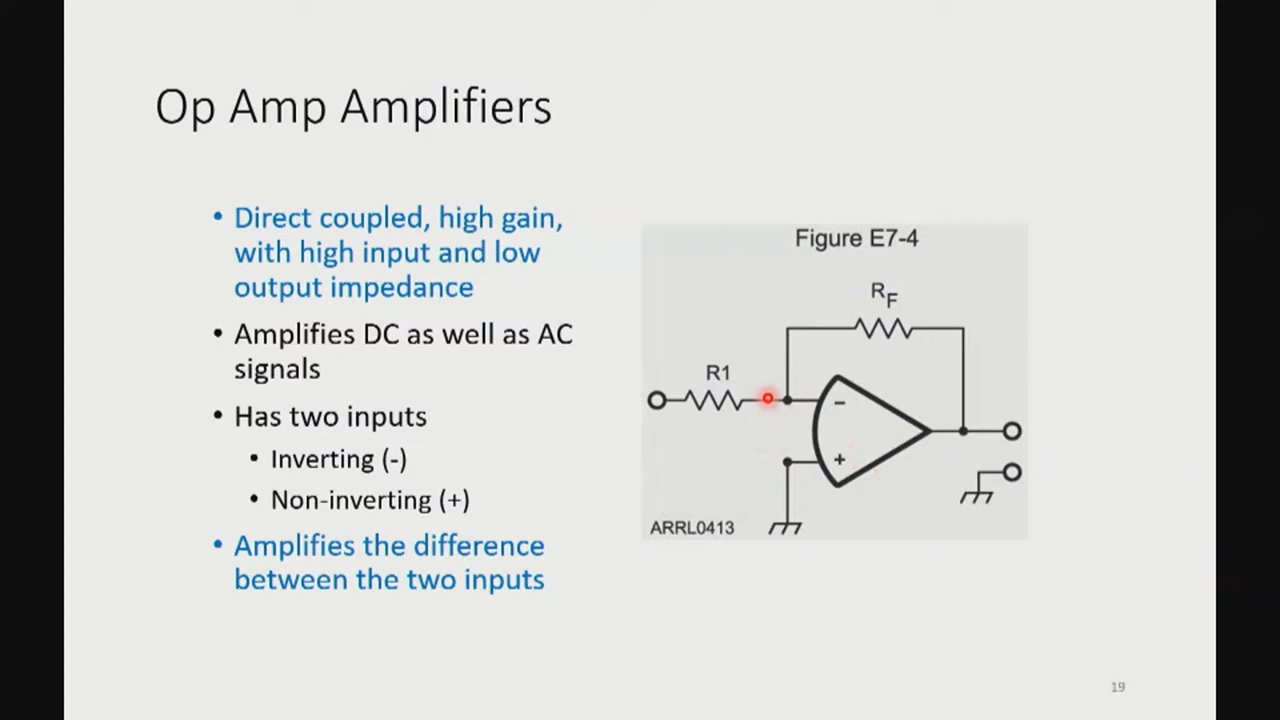 Op Amp Amplifiers
• Direct coupled, high gain,
with high input and low
output impedance
• Amplifies DC as well as AC
signals
• Has two inputs
• Inverting (-)
• Non-inverting (+)
• Amplifies the difference
between the two inputs
Figure E7-4
RF
R1
–
+
ARRL0413
19